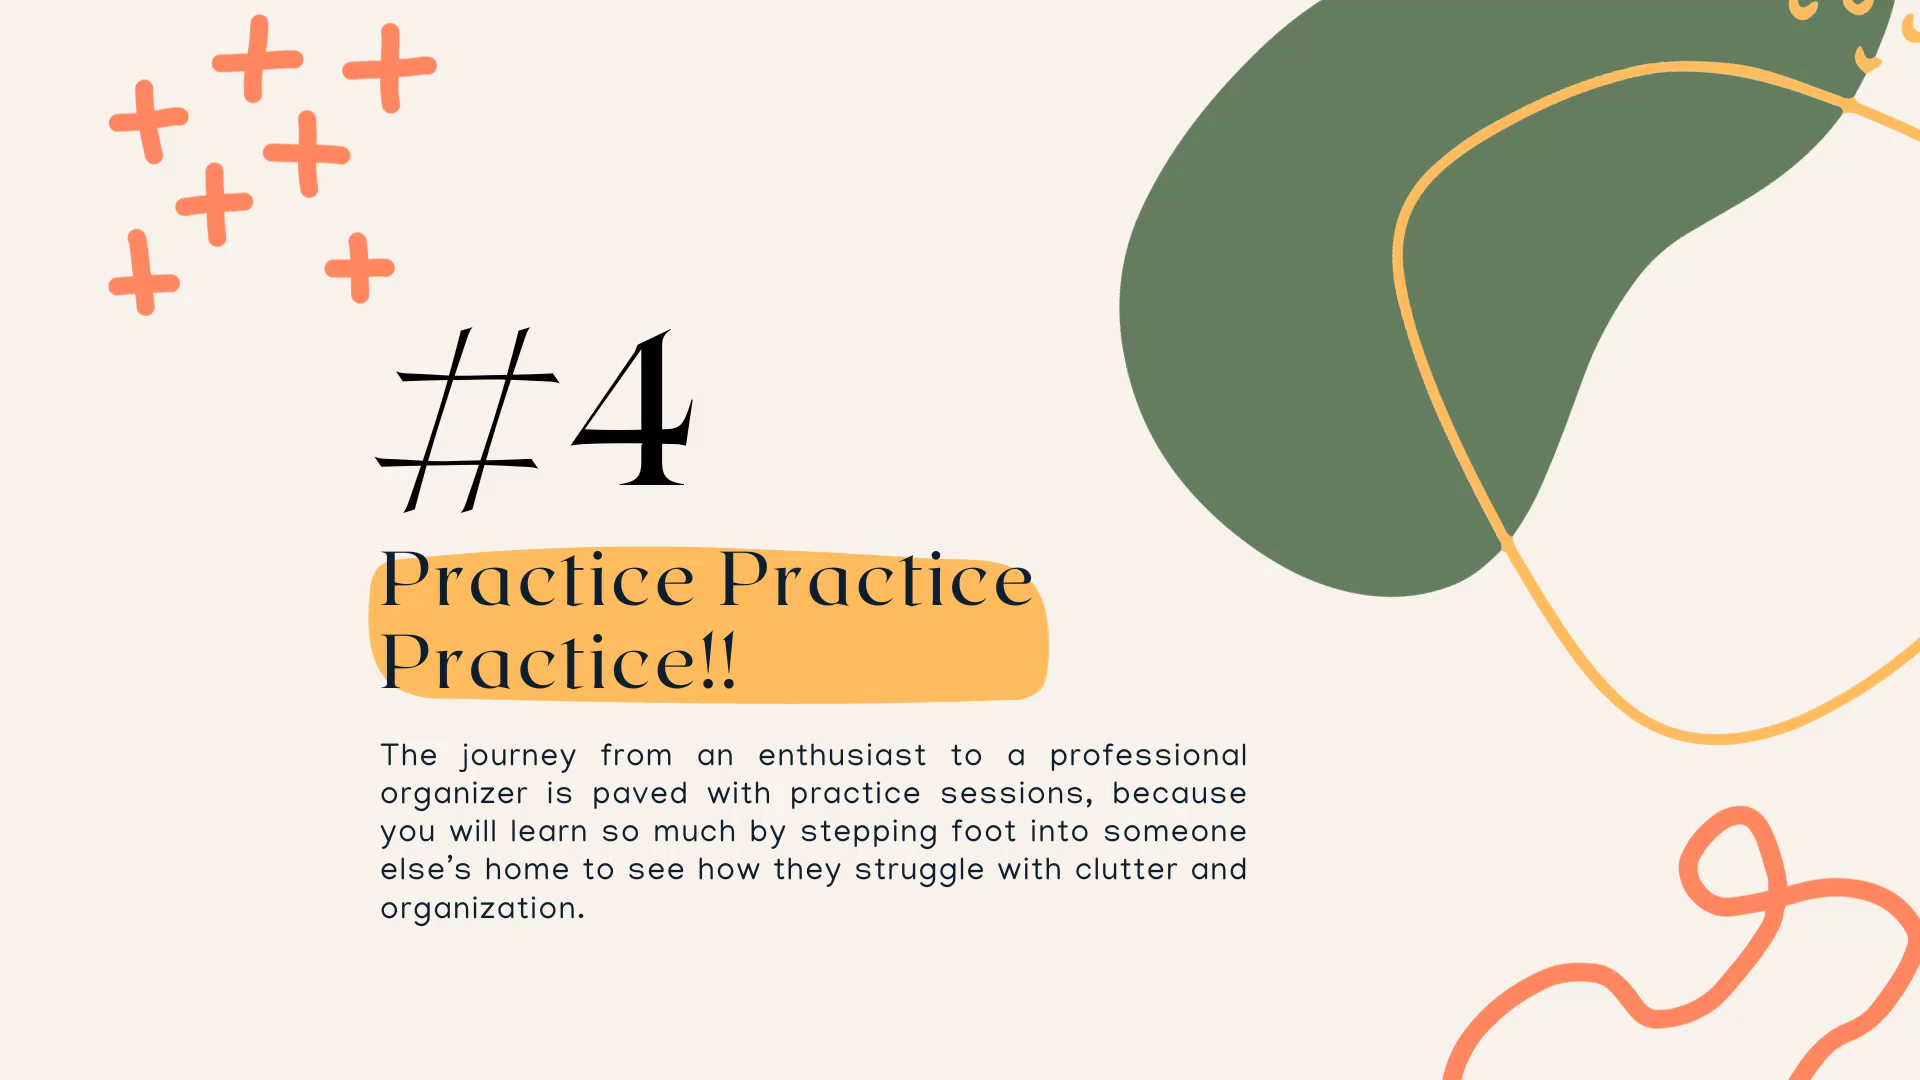 #4
Practice Practice
Practice!!
The journey from an enthusiast to a professional
organizer is paved with practice sessions, because
you will learn so much by stepping foot into someone
else’s home to see how they struggle with clutter and
organization.